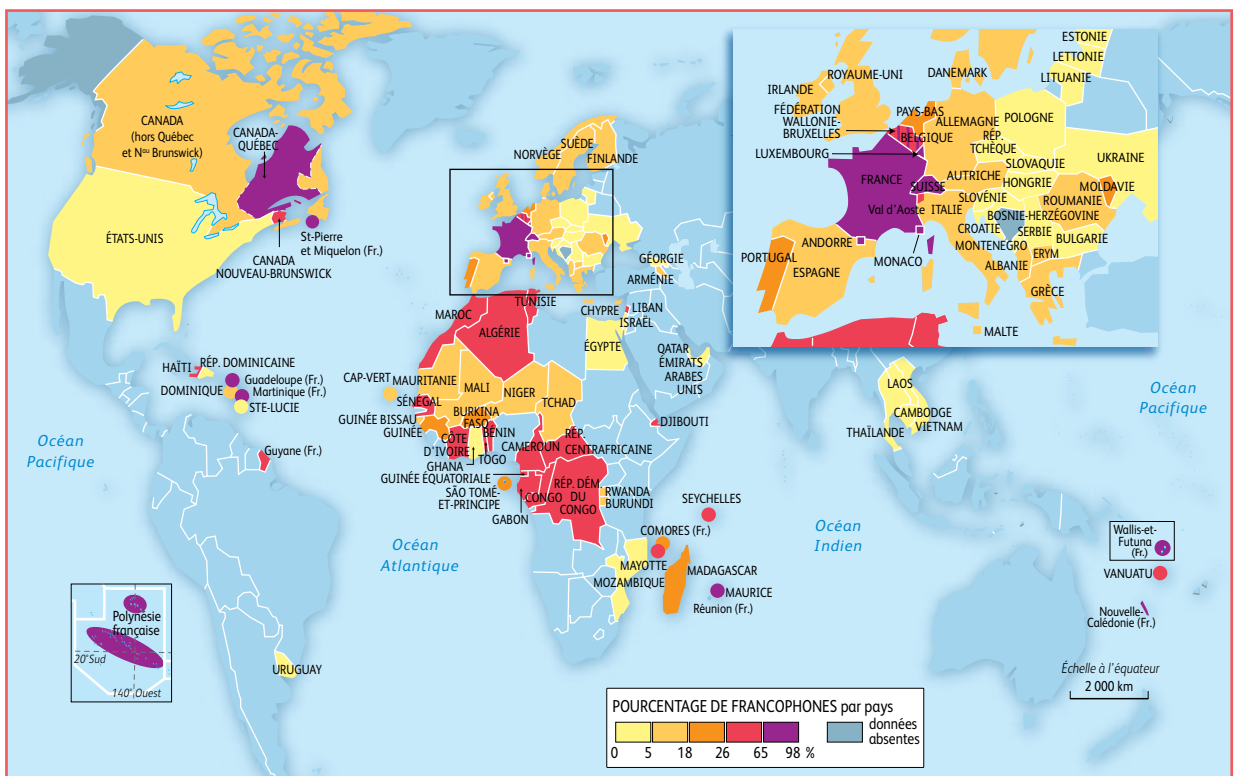 CANADA
(hors Québec
et Nou Brunswick)
CANADA-
QUÉBEC
ÉTATS-UNIS
St-Pierre
et Miquelon (Fr.)
CANADA
NOUVEAU-BRUNSWICK
NORVÈGE
SUÈDE
FINLANDE
ROYAUME-UNI
IRLANDE
DANEMARK
ESTONIE
LETTONIE
LITUANIE
FÉDÉRATION
WALLONIE-
BRUXELLES
PAYS-BAS
BELGIQUE
LUXEMBOURG
ALLEMAGNE
POLOGNE
RÉP.
TCHÈQUE
SLOVAQUIE
UKRAINE
FRANCE
SUISSE
AUTRICHE
HONGRIE
MOLDAVIE
SLOVÉNIE
ROUMANIE
Val d'Aoste
ITALIE
BOSNIE-HERZÉGOVINE
CROATIE
SERBIE
MONTENEGRO
BULGARIE
ANDORRE
MONACO
PORTUGAL
ESPAGNE
ALBANIE
ERYM
GRÈCE
MALTE
GÉORGIE
ARMÉNIE
TUNISIE
MAROC
ALGÉRIE
CHYPRE
LIBAN
ISRAËL
ÉGYPTE
QATAR
ÉMIRATS
ARABES
UNIS
HAÏTI
RÉP. DOMINICAINE
Guadeloupe (Fr.)
DOMINIQUE
Martinique (Fr.)
STE-LUCIE
Guyane (Fr.)
CAP-VERT
MAURITANIE
MALI
NIGER
TCHAD
SÉNÉGAL
GUINÉE BISSAU
GUINÉE
BURKINA
FASO
BÉNIN
CÔTE
D'IVOIRE
GHANA
TOGO
CAMEROUN
RÉP.
CENTRAFRICAINE
DJIBOUTI
GUINÉE ÉQUATORIALE
SÃO TOMÉ-
ET-PRINCIPE
GABON
CONGO
RÉP. DÉM.
DU
CONGO
RWANDA
BURUNDI
SEYCHELLES
COMORES (Fr.)
MAYOTTE
MOZAMBIQUE
MADAGASCAR
MAURICE
Réunion (Fr.)
LAOS
CAMBODGE
VIETNAM
THAÏLANDE
Océan
Pacifique
Océan
Pacifique
Océan
Atlantique
Océan
Indien
Wallis-et-
Futuna
(Fr.)
VANUATU
Nouvelle-
Calédonie (Fr.)
Polynésie
française
20°Sud
140°Ouest
URUGUAY
Échelle à l'équateur
2 000 km
POURCENTAGE DE FRANCOPHONES par pays
0 5 18 26 65 98 %
données
absentes